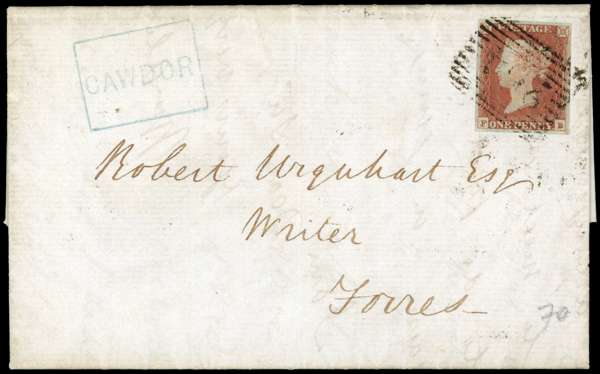 CAWDOR
POSTAGE
ONE PENNY
Robert Urquhart Esq.
Writer
Forres
70